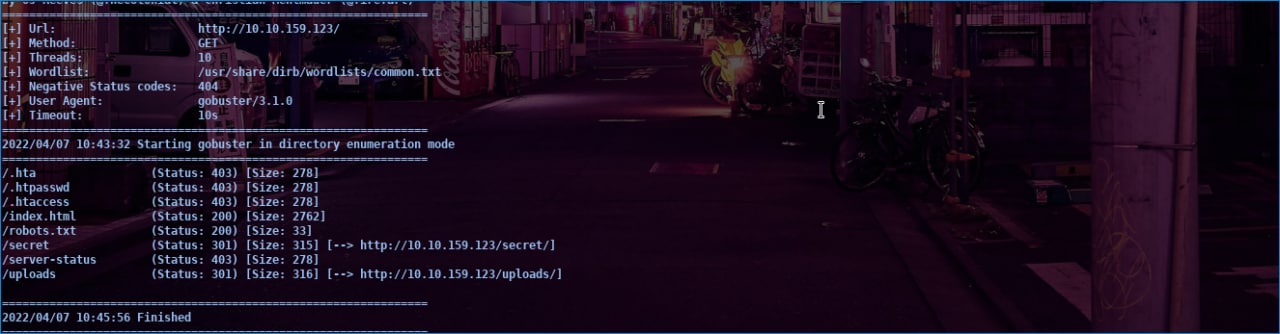 by OJ Reeves (@TheColonial) & Christian Mehlmauer (@firefart)
===============================================================
[+] Url:                     http://10.10.159.123/
[+] Method:                  GET
[+] Threads:                 10
[+] Wordlist:                /usr/share/dirb/wordlists/common.txt
[+] Negative Status codes:   404
[+] User Agent:              gobuster/3.1.0
[+] Timeout:                 10s
===============================================================
2022/04/07 10:43:32 Starting gobuster in directory enumeration mode
===============================================================
/.hta                 (Status: 403) [Size: 278]
/.htpasswd            (Status: 403) [Size: 278]
/.htaccess            (Status: 403) [Size: 278]
/index.html           (Status: 200) [Size: 2762]
/robots.txt           (Status: 200) [Size: 33]
/secret               (Status: 301) [Size: 315] [--> http://10.10.159.123/secret/]
/server-status        (Status: 403) [Size: 278]
/uploads              (Status: 301) [Size: 316] [--> http://10.10.159.123/uploads/]
===============================================================
2022/04/07 10:45:56 Finished
===============================================================
Coca-Cola